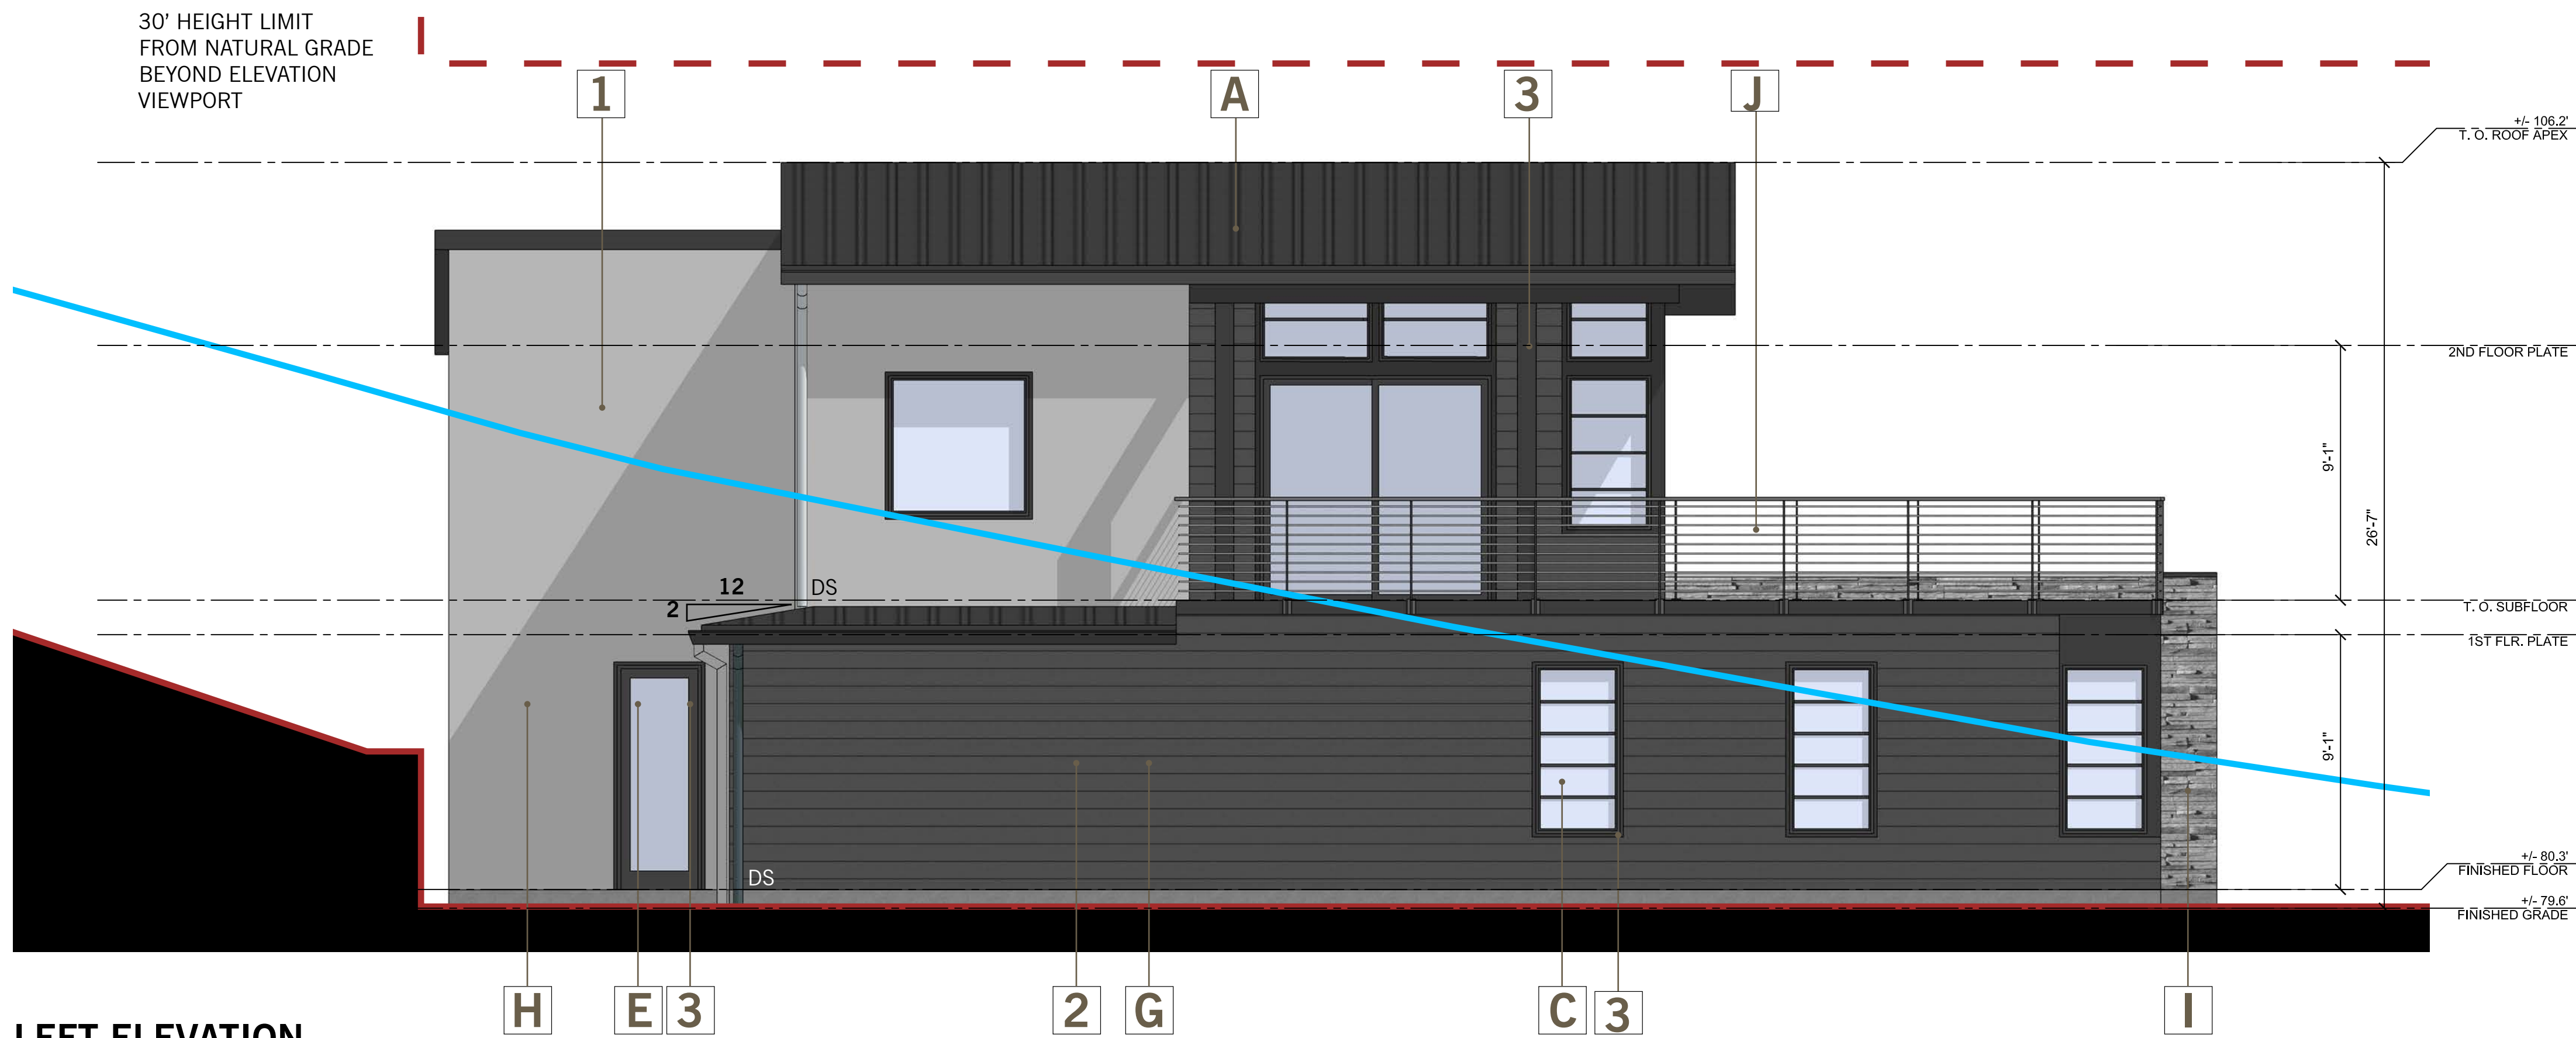 30’ HEIGHT LIMIT
FROM NATURAL GRADE
BEYOND ELEVATION
VIEWPORT
1
A
3
J
+/- 106.2'
T. O. ROOF APEX
2ND FLOOR PLATE
9'-1"
26'-7"
12
2
DS
T. O. SUBFLOOR
1ST FLR. PLATE
9'-1"
DS
+/- 80.3'
FINISHED FLOOR
+/- 79.6'
FINISHED GRADE
H
E
3
2
G
C
3
I
LEFT ELEVATION